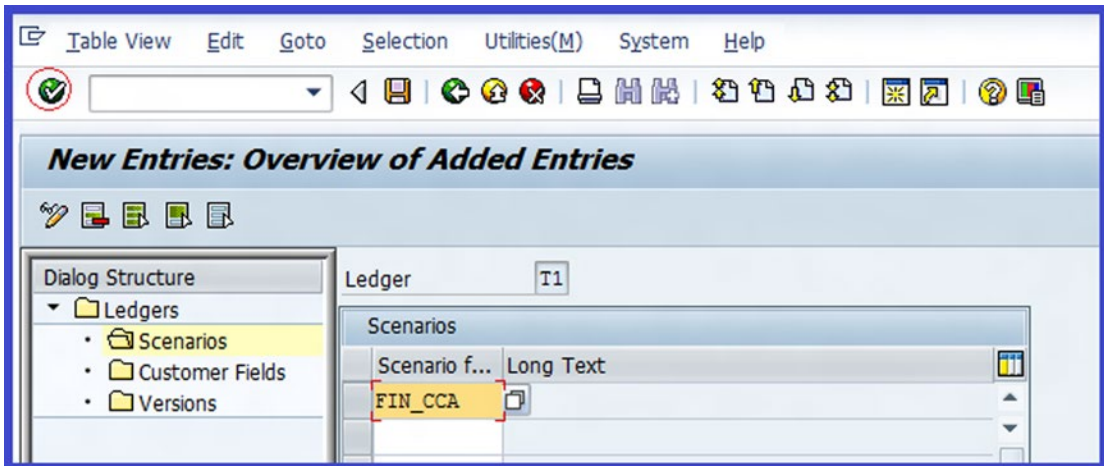 Table View Edit Goto Selection Utilities(M) System Help
New Entries: Overview of Added Entries
Dialog Structure
Ledgers
Scenarios
Customer Fields
Versions
Ledger T1
Scenarios
Scenario f... Long Text
FIN_CCA